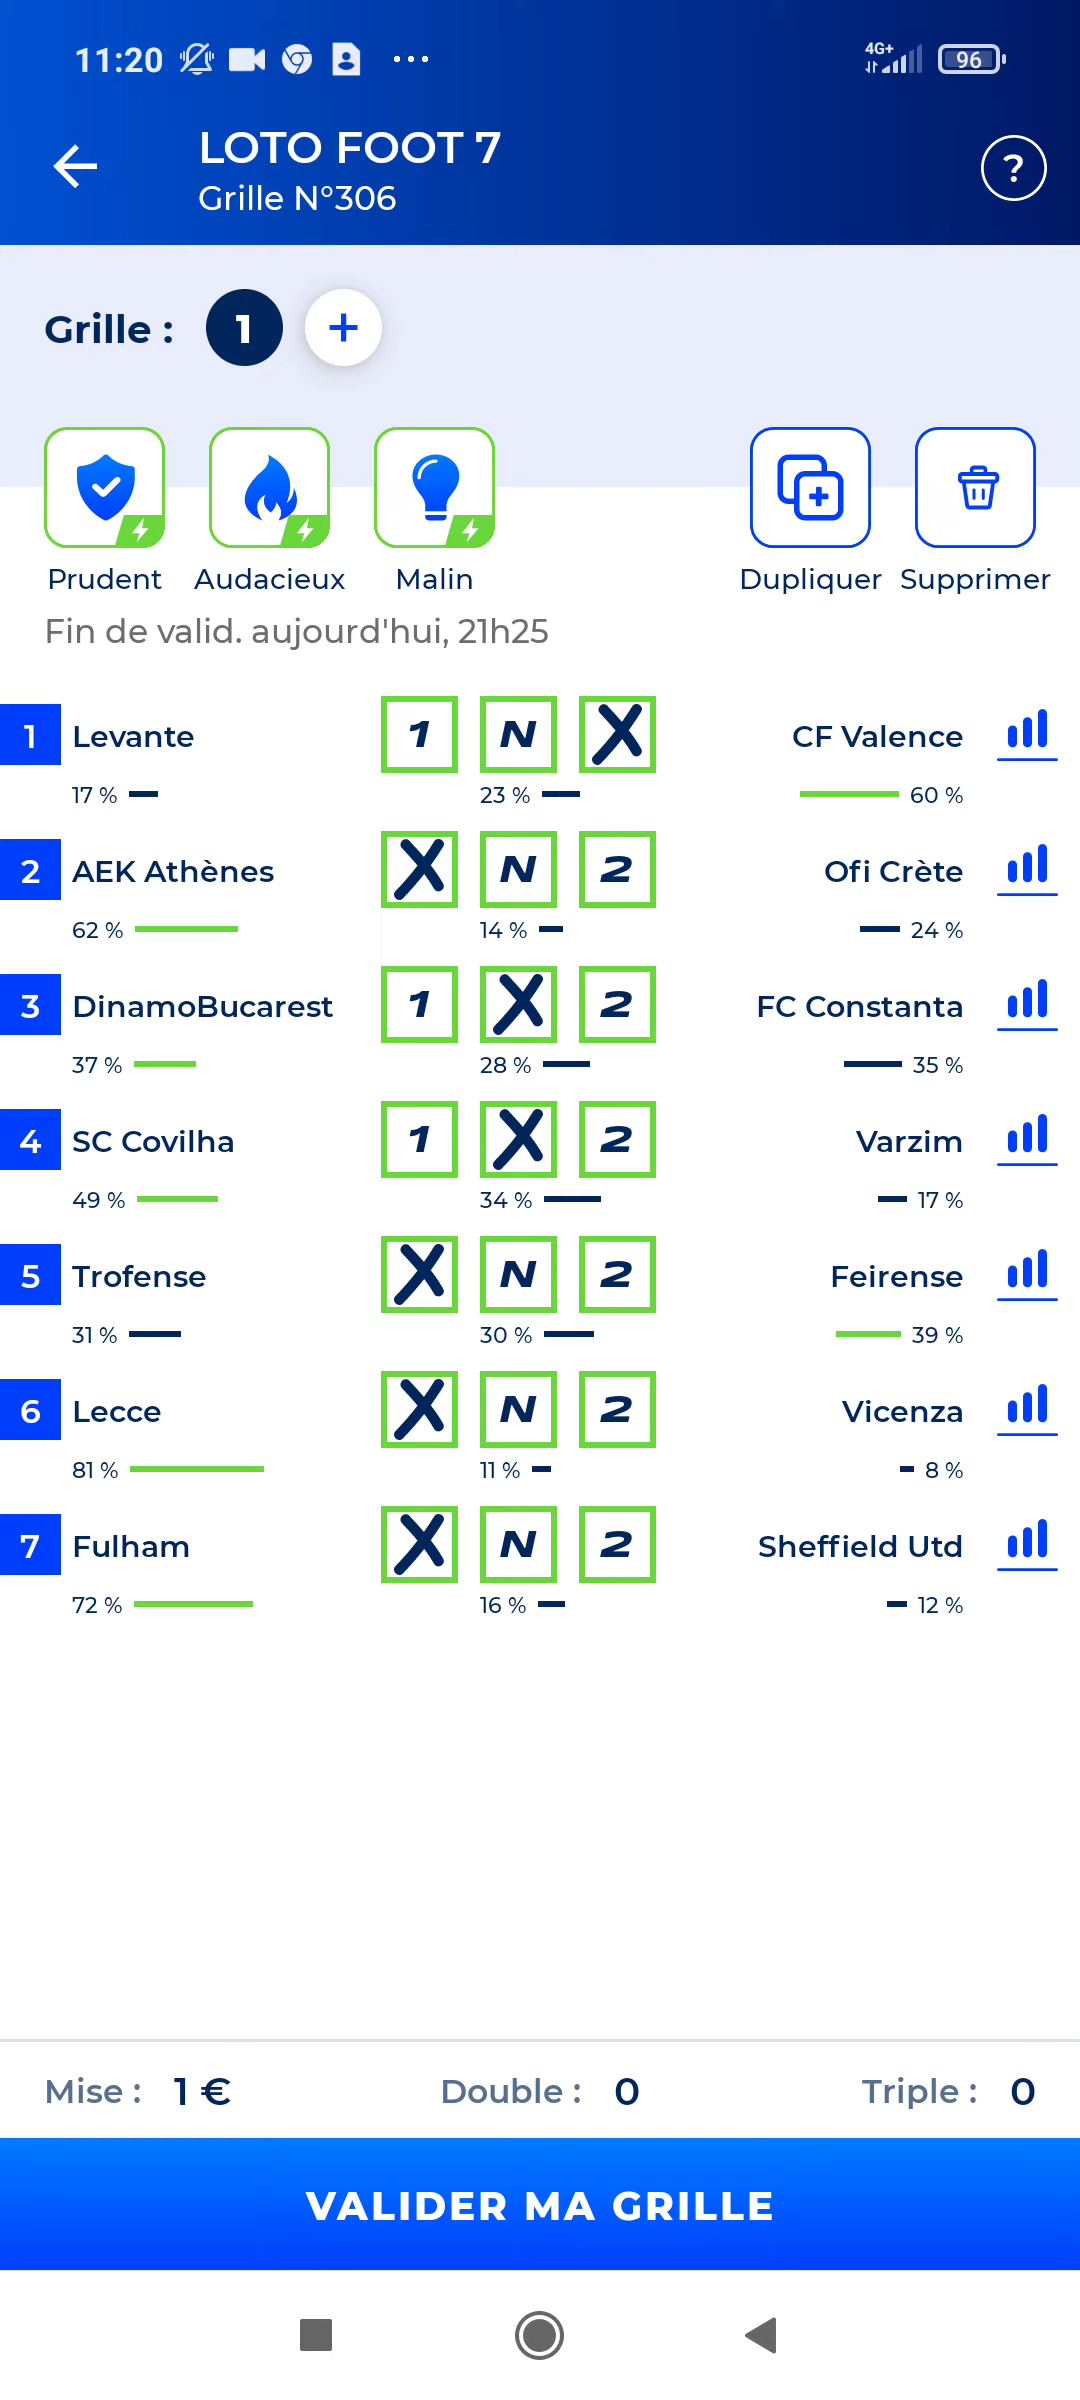 11:20 4G+ 96
LOTO FOOT 7
Grille N°306
?
Grille : 1 +
Prudent Audacieux Malin Dupliquer Supprimer
Fin de valid. aujourd'hui, 21h25
1 Levante 1 N X CF Valence
17 % 23 % 60 %
2 AEK Athènes X N 2 Ofi Crète
62 % 14 % 24 %
3 DinamoBucarest 1 X 2 FC Constanta
37 % 28 % 35 %
4 SC Covilha 1 X 2 Varzim
49 % 34 % 17 %
5 Trofense X N 2 Feirense
31 % 30 % 39 %
6 Lecce X N 2 Vicenza
81 % 11 % 8 %
7 Fulham X N 2 Sheffield Utd
72 % 16 % 12 %
Mise : 1 € Double : 0 Triple : 0
VALIDER MA GRILLE